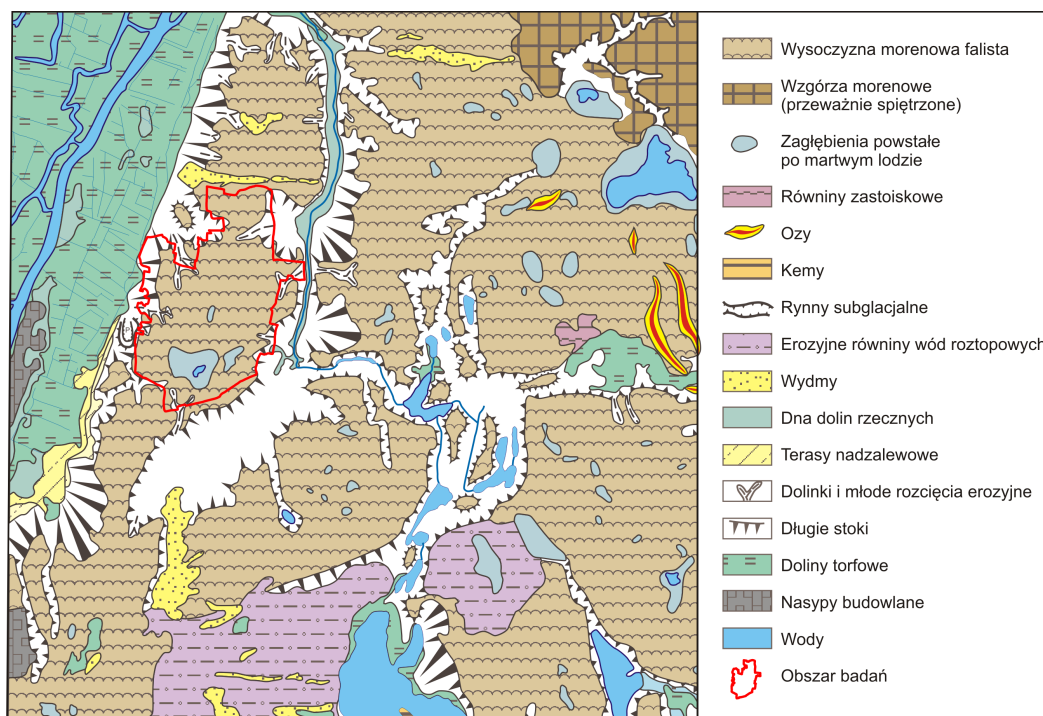 Wysoczyzna morenowa falista
Wzgórza morenowe
(przeważnie spiętrzone)
Zagłębienia powstałe
po martwym lodzie
Równiny zastoiskowe
Ozy
Kemy
Rynny subglacjalne
Erozyjne równiny wód roztopowych
Wydmy
Dna dolin rzecznych
Terasy nadzalewowe
Dolinki i młode rozcięcia erozyjne
Długie stoki
Doliny torfowe
Nasypy budowlane
Wody
Obszar badań